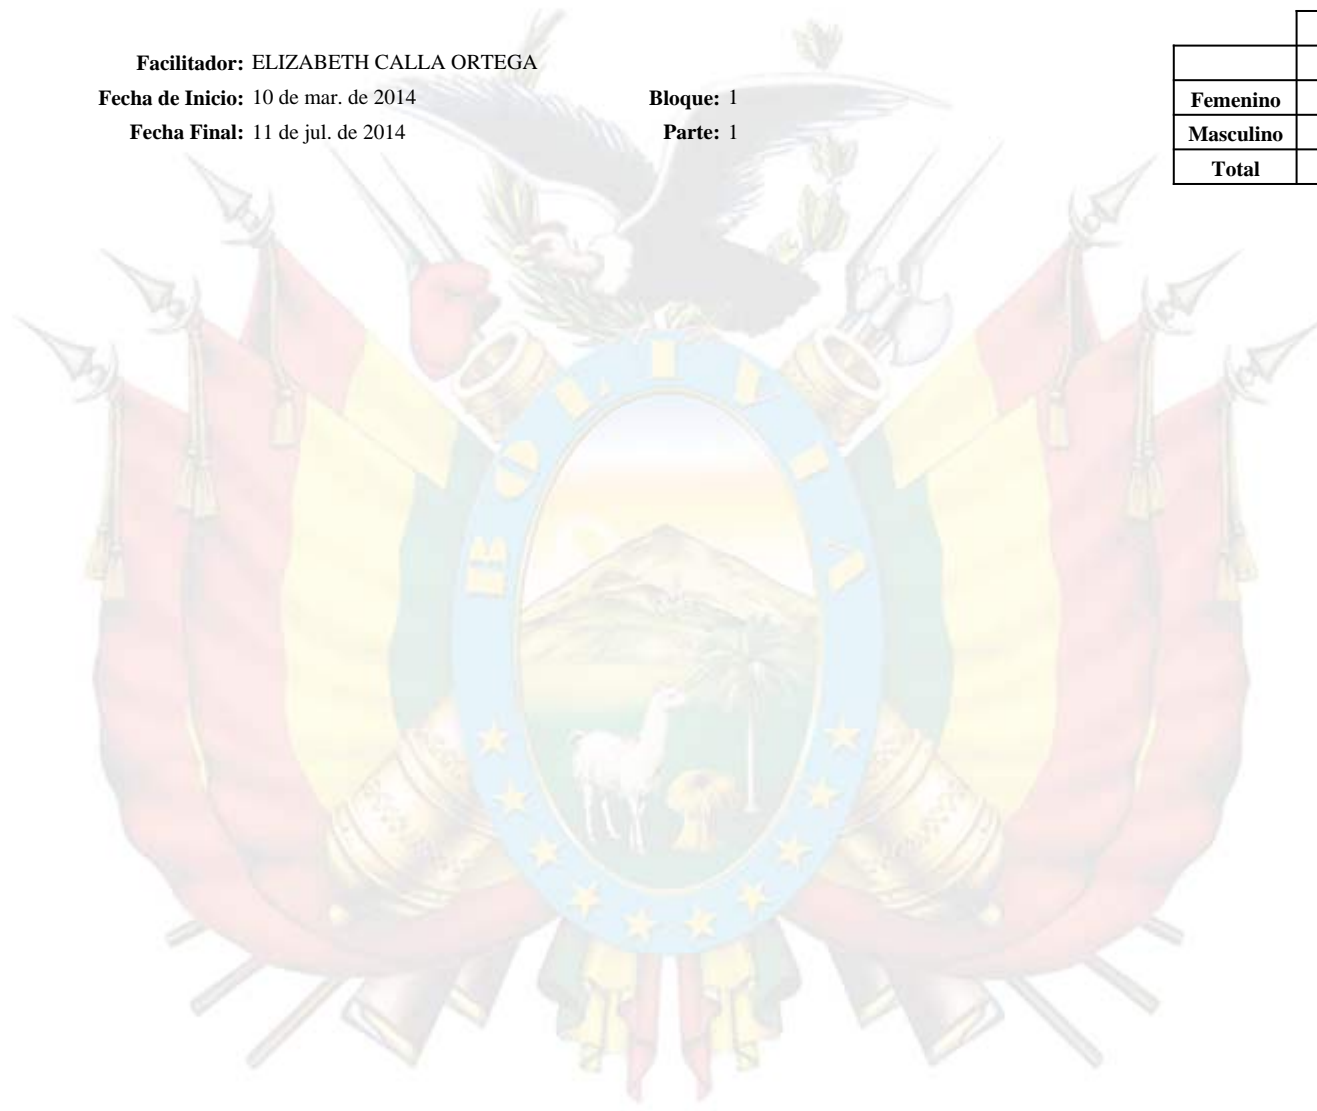 Facilitador: ELIZABETH CALLA ORTEGA
Fecha de Inicio: 10 de mar. de 2014 Bloque: 1
Fecha Final: 11 de jul. de 2014 Parte: 1
Femenino
Masculino
Total
BOLIVIA